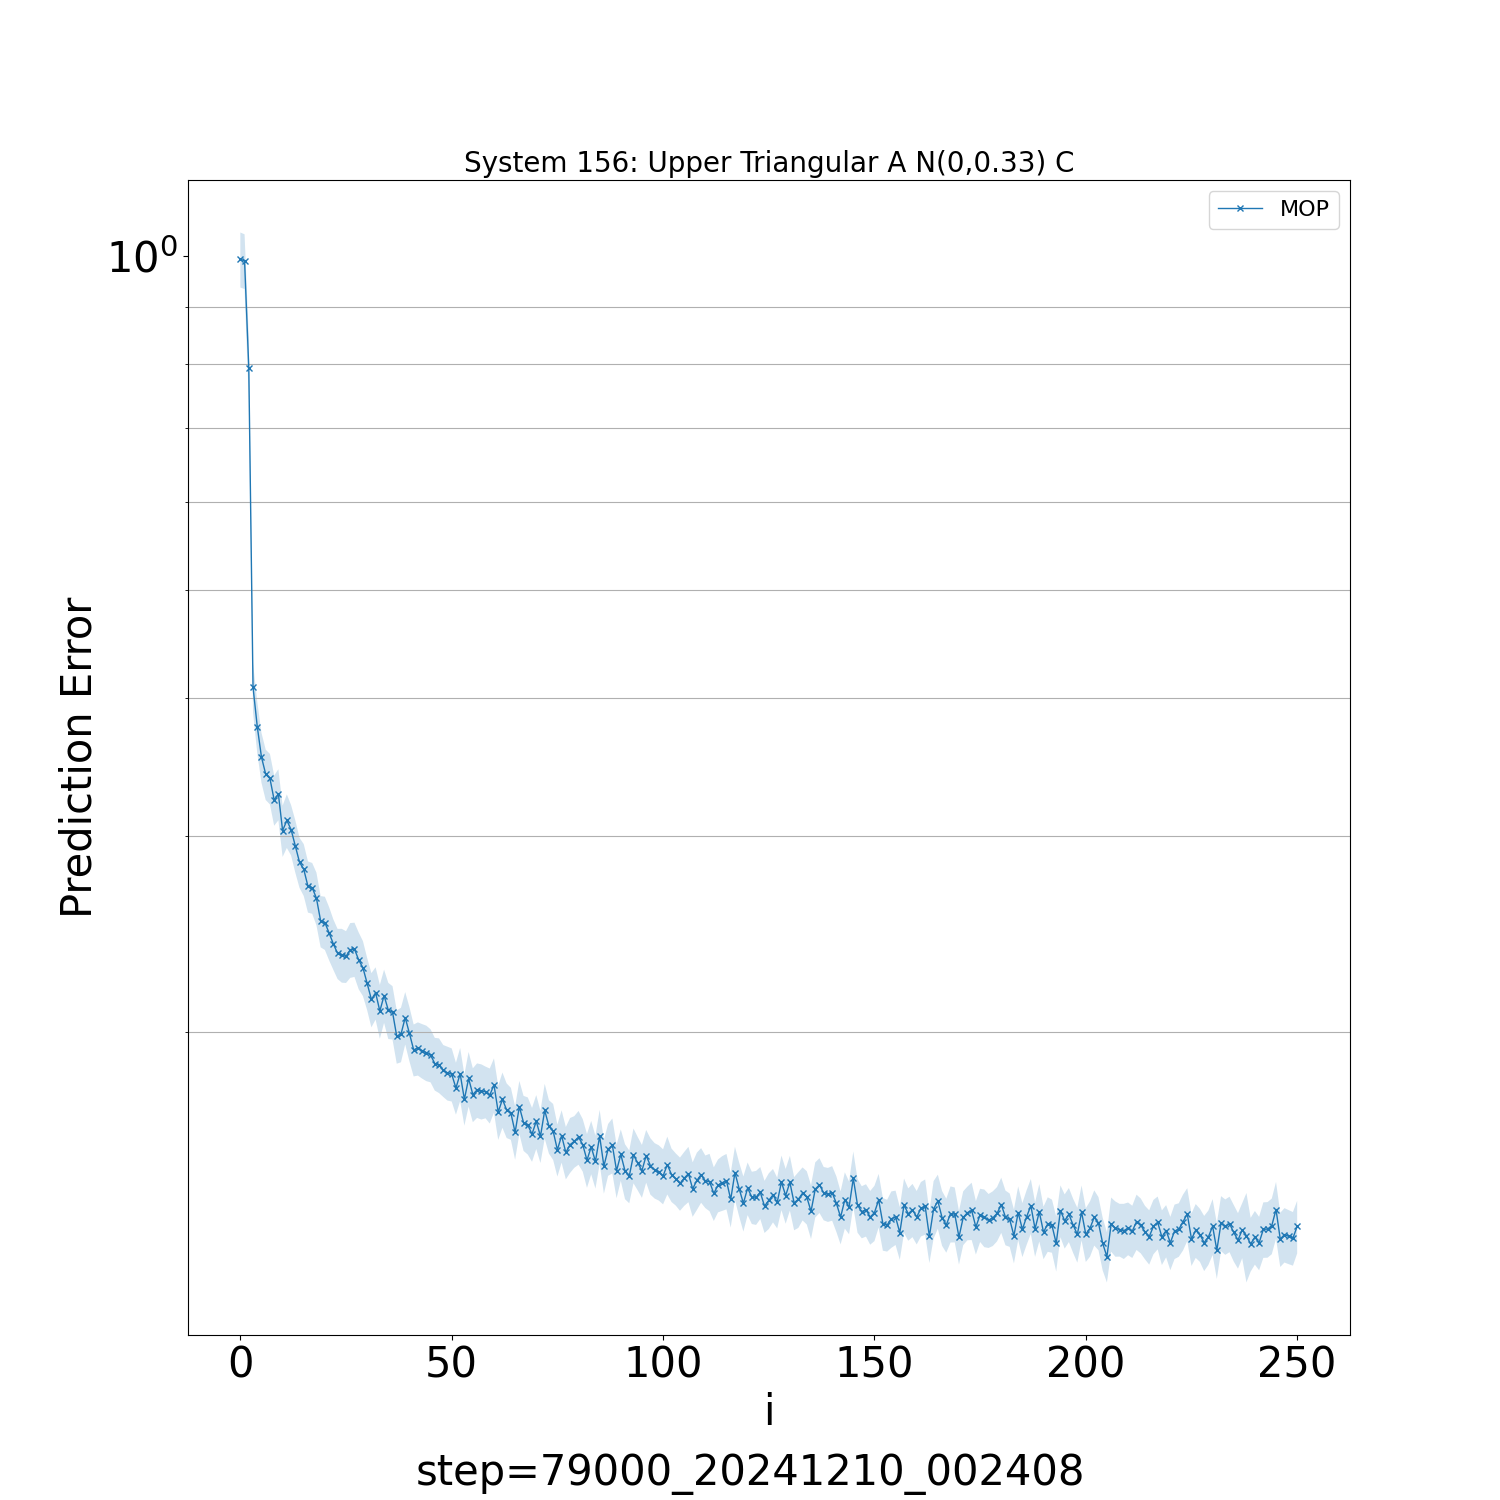 System 156: Upper Triangular A N(0,0.33) C
MOP
10⁰
Prediction Error
0 50 100 150 200 250
i
step=79000_20241210_002408